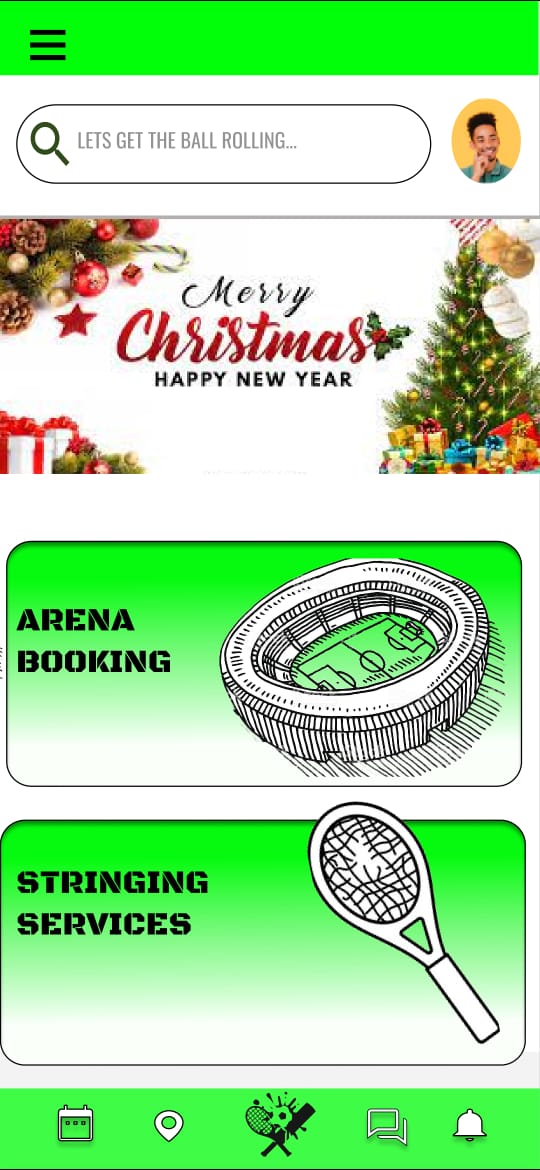 LETS GET THE BALL ROLLING...
Merry
Christmas
HAPPY NEW YEAR
ARENA
BOOKING
STRINGING
SERVICES